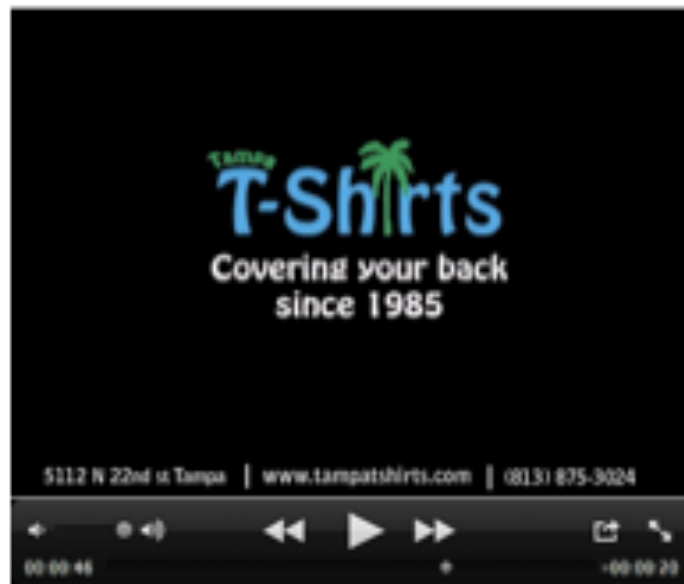 Tampa
T-Shirts
Covering your back
since 1985
5112 N 22nd st Tampa | www.tampatshirts.com | (813) 875-3024
00:00:46 -00:00:20